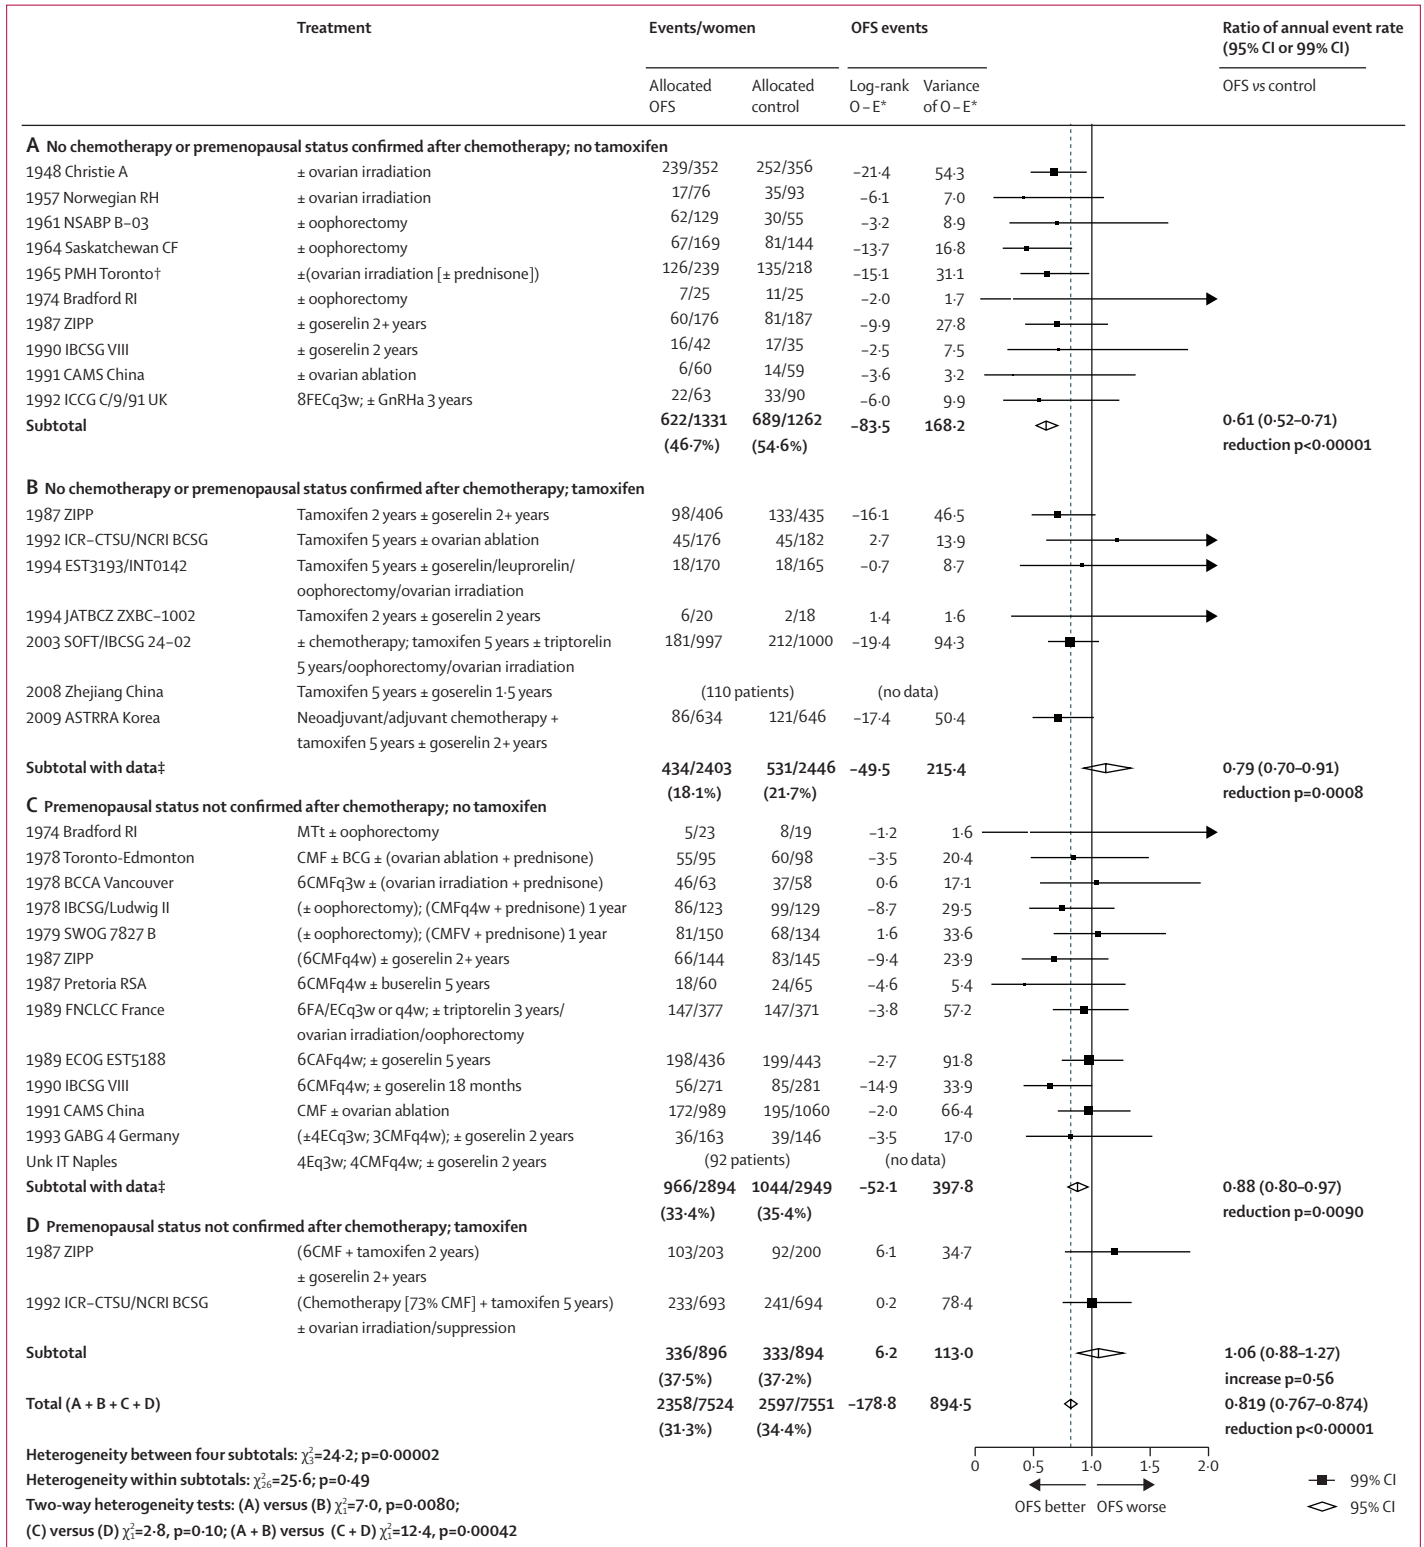 Treatment Events/women OFS events Ratio of annual event rate
(95% CI or 99% CI)
Allocated Allocated Log-rank Variance OFS vs control
OFS control O – E* of O – E*
A No chemotherapy or premenopausal status confirmed after chemotherapy; no tamoxifen
1948 Christie A ± ovarian irradiation 239/352 252/356 –21·4 54·3
1957 Norwegian RH ± ovarian irradiation 17/76 35/93 –6·1 7·0
1961 NSABP B–03 ± oophorectomy 62/129 30/55 –3·2 8·9
1964 Saskatchewan CF ± oophorectomy 67/169 81/144 –13·7 16·8
1965 PMH Toronto† ±(ovarian irradiation [± prednisone]) 126/239 135/218 –15·1 31·1
1974 Bradford RI ± oophorectomy 7/25 11/25 –2·0 1·7
1987 ZIPP ± goserelin 2+ years 60/176 81/187 –9·9 27·8
1990 IBCSG VIII ± goserelin 2 years 16/42 17/35 –2·5 7·5
1991 CAMS China ± ovarian ablation 6/60 14/59 –3·6 3·2
1992 ICCG C/9/91 UK 8FECq3w; ± GnRHa 3 years 22/63 33/90 –6·0 9·9
Subtotal 622/1331 689/1262 –83·5 168·2 0·61 (0·52–0·71)
(46·7%) (54·6%) reduction p<0·00001
B No chemotherapy or premenopausal status confirmed after chemotherapy; tamoxifen
1987 ZIPP Tamoxifen 2 years ± goserelin 2+ years 98/406 133/435 –16·1 46·5
1992 ICR–CTSU/NCRI BCSG Tamoxifen 5 years ± ovarian ablation 45/176 45/182 2·7 13·9
1994 EST3193/INT0142 Tamoxifen 5 years ± goserelin/leuprorelin/ 18/170 18/165 –0·7 8·7
oophorectomy/ovarian irradiation
1994 JATBCZ ZXBC–1002 Tamoxifen 2 years ± goserelin 2 years 6/20 2/18 1·4 1·6
2003 SOFT/IBCSG 24–02 ± chemotherapy; tamoxifen 5 years ± triptorelin 181/997 212/1000 –19·4 94·3
5 years/oophorectomy/ovarian irradiation
2008 Zhejiang China Tamoxifen 5 years ± goserelin 1·5 years (110 patients) (no data)
2009 ASTRRA Korea Neoadjuvant/adjuvant chemotherapy + 86/634 121/646 –17·4 50·4
tamoxifen 5 years ± goserelin 2+ years
Subtotal with data‡ 434/2403 531/2446 –49·5 215·4 0·79 (0·70–0·91)
(18·1%) (21·7%) reduction p=0·0008
C Premenopausal status not confirmed after chemotherapy; no tamoxifen
1974 Bradford RI MTt ± oophorectomy 5/23 8/19 –1·2 1·6
1978 Toronto-Edmonton CMF ± BCG ± (ovarian ablation + prednisone) 55/95 60/98 –3·5 20·4
1978 BCCA Vancouver 6CMFq3w ± (ovarian irradiation + prednisone) 46/63 37/58 0·6 17·1
1978 IBCSG/Ludwig II (± oophorectomy); (CMFq4w + prednisone) 1 year 86/123 99/129 –8·7 29·5
1979 SWOG 7827 B (± oophorectomy); (CMFV + prednisone) 1 year 81/150 68/134 1·6 33·6
1987 ZIPP (6CMFq4w) ± goserelin 2+ years 66/144 83/145 –9·4 23·9
1987 Pretoria RSA 6CMFq4w ± buserelin 5 years 18/60 24/65 –4·6 5·4
1989 FNCLCC France 6FA/ECq3w or q4w; ± triptorelin 3 years/ 147/377 147/371 –3·8 57·2
ovarian irradiation/oophorectomy
1989 ECOG EST5188 6CAFq4w; ± goserelin 5 years 198/436 199/443 –2·7 91·8
1990 IBCSG VIII 6CMFq4w; ± goserelin 18 months 56/271 85/281 –14·9 33·9
1991 CAMS China CMF ± ovarian ablation 172/989 195/1060 –2·0 66·4
1993 GABG 4 Germany (±4ECq3w; 3CMFq4w); ± goserelin 2 years 36/163 39/146 –3·5 17·0
Unk IT Naples 4Eq3w; 4CMFq4w; ± goserelin 2 years (92 patients) (no data)
Subtotal with data‡ 966/2894 1044/2949 –52·1 397·8 0·88 (0·80–0·97)
(33·4%) (35·4%) reduction p=0·0090
D Premenopausal status not confirmed after chemotherapy; tamoxifen
1987 ZIPP (6CMF + tamoxifen 2 years) 103/203 92/200 6·1 34·7
± goserelin 2+ years
1992 ICR–CTSU/NCRI BCSG (Chemotherapy [73% CMF] + tamoxifen 5 years) 233/693 241/694 0·2 78·4
± ovarian irradiation/suppression
Subtotal 336/896 333/894 6·2 113·0 1·06 (0·88–1·27)
(37·5%) (37·2%) increase p=0·56
Total (A + B + C + D) 2358/7524 2597/7551 –178·8 894·5 0·819 (0·767–0·874)
(31·3%) (34·4%) reduction p<0·00001
Heterogeneity between four subtotals: χ²₃=24·2; p=0·00002
0 0·5 1·0 1·5 2·0
Heterogeneity within subtotals: χ²₂₆=25·6; p=0·49
99% CI
Two-way heterogeneity tests: (A) versus (B) χ²₁=7·0, p=0·0080;
OFS better OFS worse 95% CI
(C) versus (D) χ²₁=2·8, p=0·10; (A + B) versus (C + D) χ²₁=12·4, p=0·00042